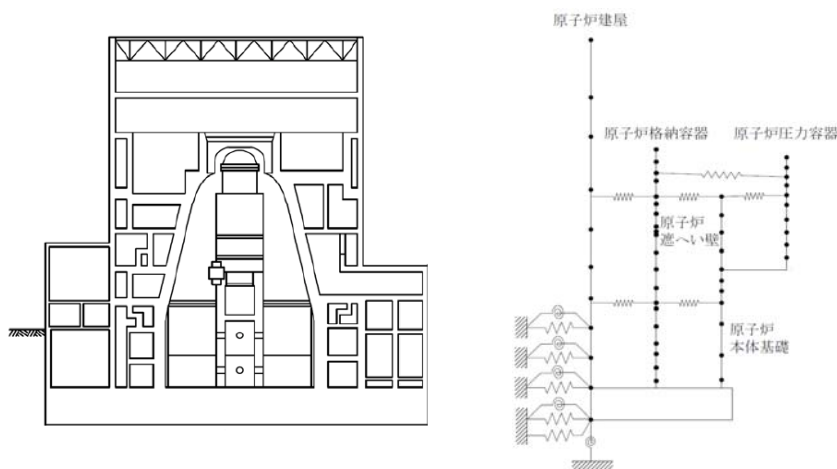 原子炉建屋
原子炉格納容器
原子炉圧力容器
原子炉
遮へい壁
原子炉
本体基礎